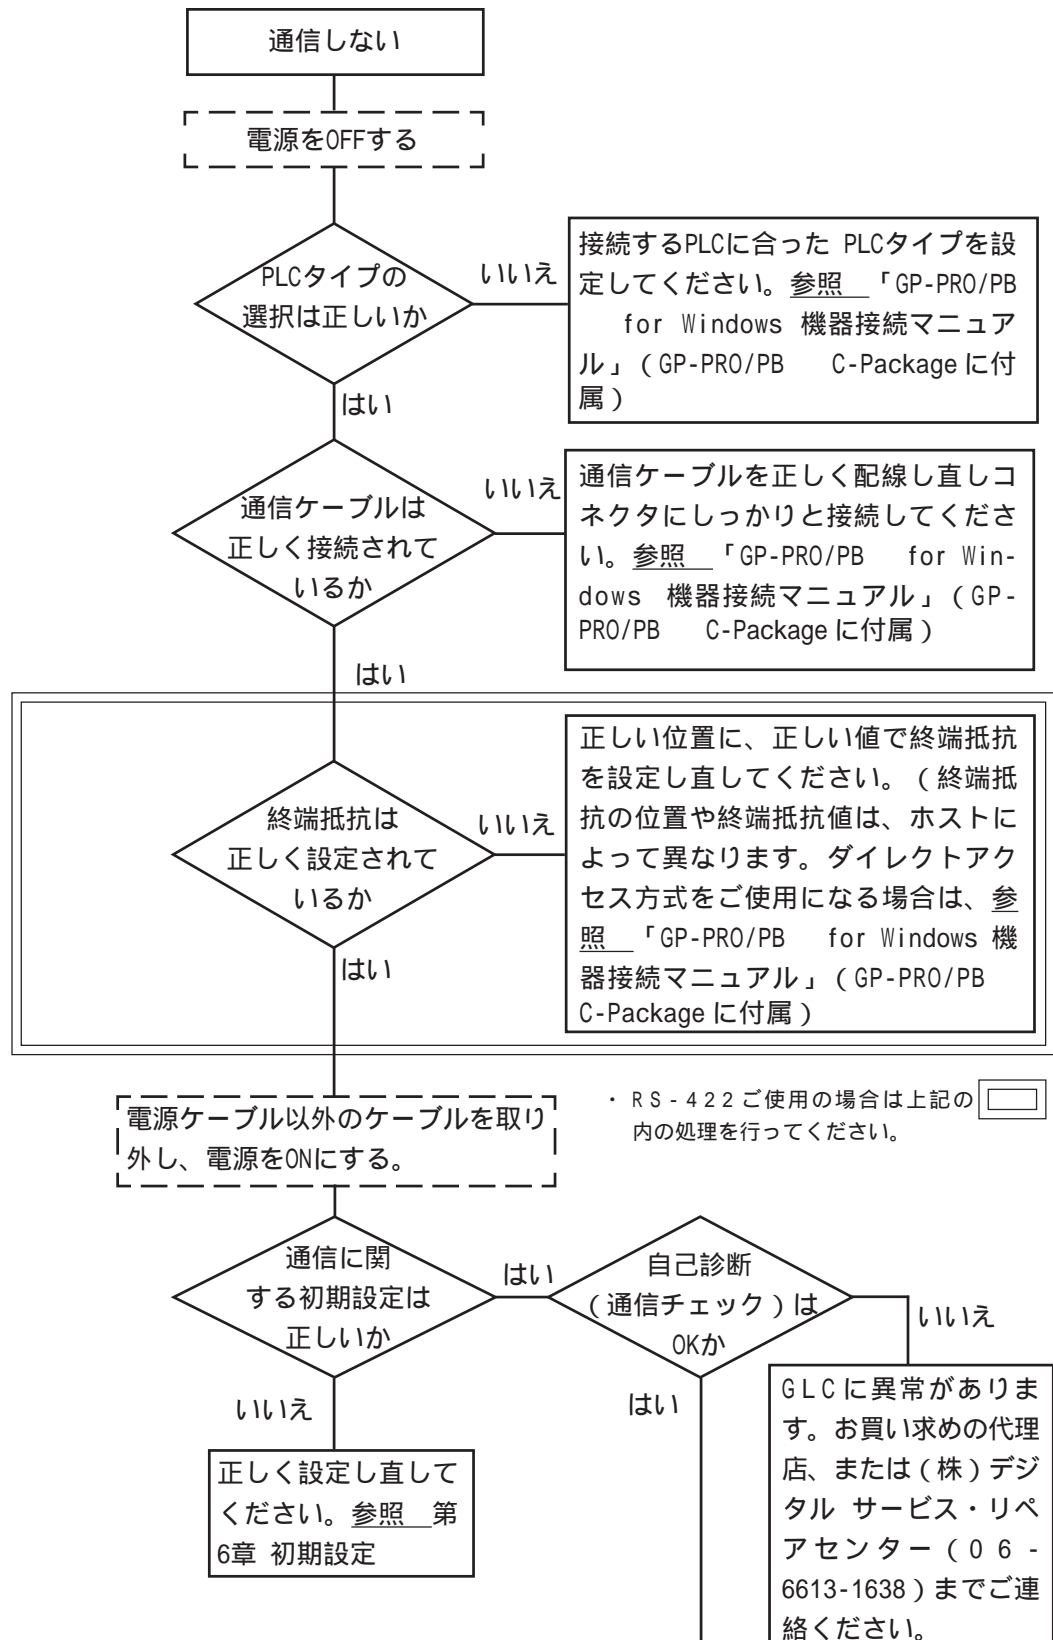 通信しない
電源をOFFする
PLCタイプの
選択は正しいか
いいえ
接続するPLCに合った PLCタイプを設
定してください。参照 「GP-PRO/PB
for Windows 機器接続マニュア
ル」（GP-PRO/PB C-Packageに付
属）
はい
通信ケーブルは
正しく接続されて
いるか
いいえ
通信ケーブルを正しく配線し直しコ
ネクタにしっかりと接続してくださ
い。参照 「GP-PRO/PB for Win-
dows 機器接続マニュアル」（GP-
PRO/PB C-Packageに付属）
はい
終端抵抗は
正しく設定されて
いるか
いいえ
正しい位置に、正しい値で終端抵抗
を設定し直してください。（終端抵
抗の位置や終端抵抗値は、ホストに
よって異なります。ダイレクトアク
セス方式をご使用になる場合は、参
照 「GP-PRO/PB for Windows 機
器接続マニュアル」（GP-PRO/PB
C-Packageに付属）
はい
電源ケーブル以外のケーブルを取り
外し、電源をONにする。
・RS-422ご使用の場合は上記の
内の処理を行ってください。
通信に関
する初期設定は
正しいか
はい
自己診断
（通信チェック）は
OKか
いいえ
いいえ
はい
正しく設定し直して
ください。参照 第
6章 初期設定
GLCに異常がありま
す。お買い求めの代理
店、または（株）デジ
タル サービス・リペ
アセンター（06-
6613-1638）までご連
絡ください。